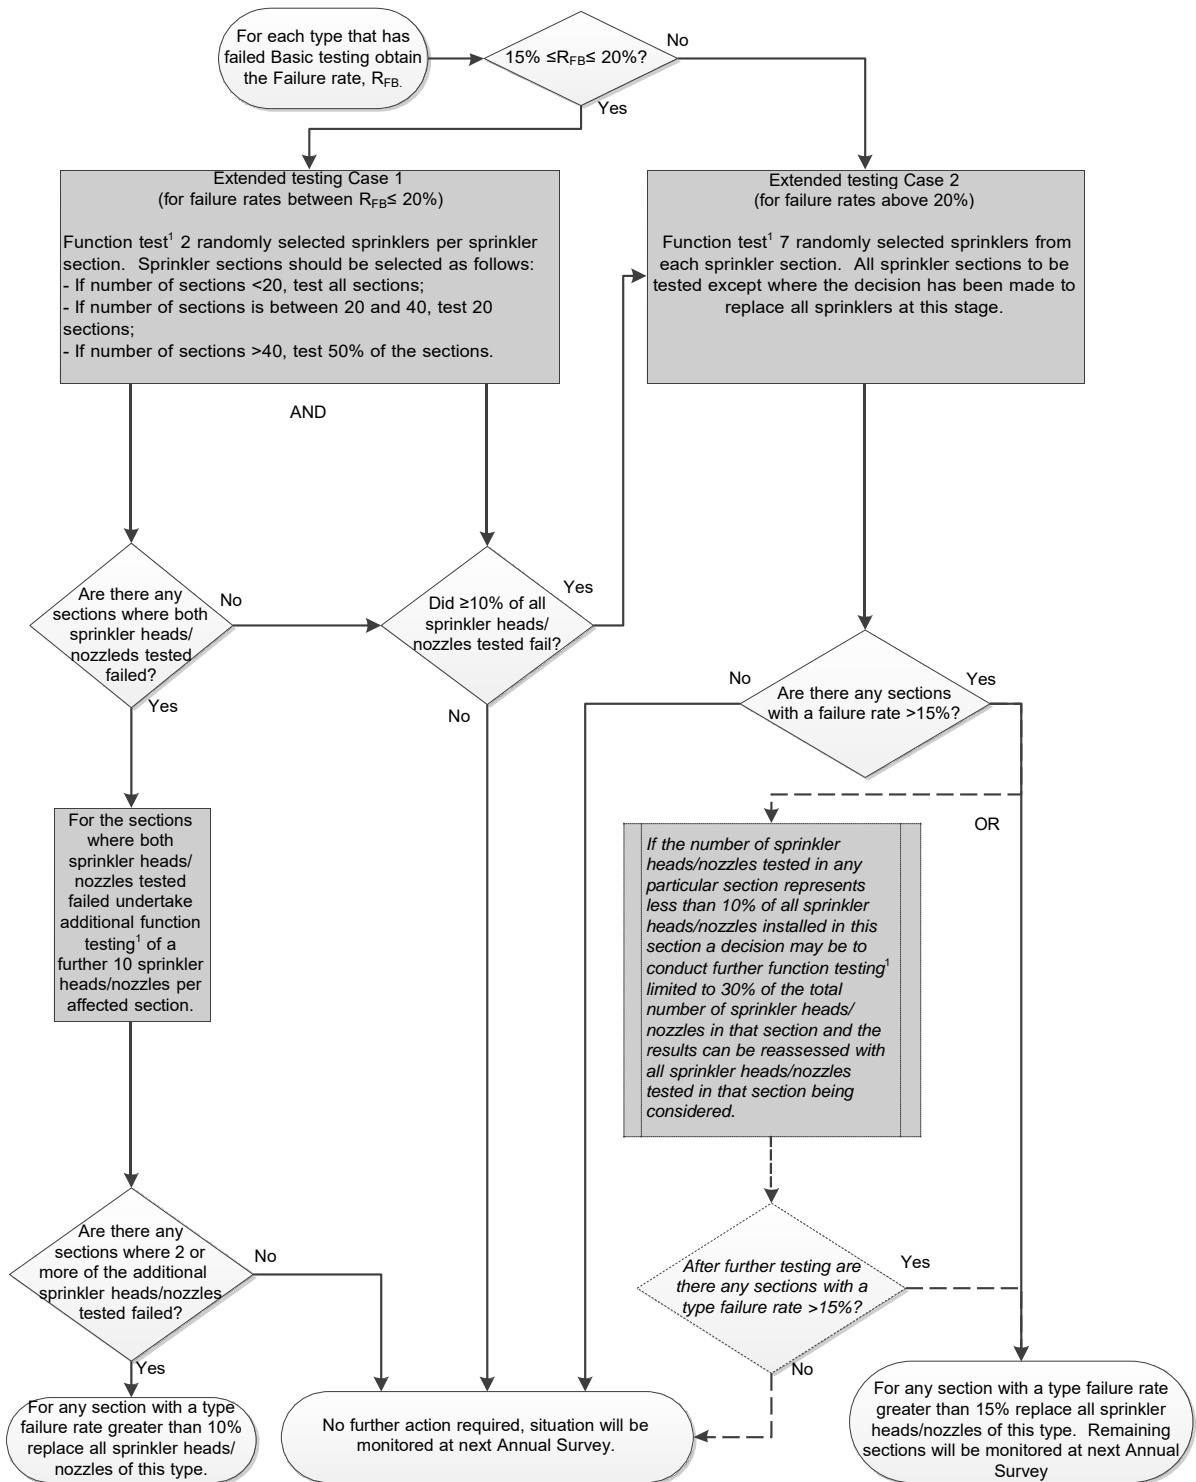 For each type that has
failed Basic testing obtain
the Failure rate, R_FB.
15% ≤R_FB≤ 20%?
No
Yes
Extended testing Case 1
(for failure rates between R_FB≤ 20%)
Function test¹ 2 randomly selected sprinklers per sprinkler
section. Sprinkler sections should be selected as follows:
- If number of sections <20, test all sections;
- If number of sections is between 20 and 40, test 20
sections;
- If number of sections >40, test 50% of the sections.
Extended testing Case 2
(for failure rates above 20%)
Function test¹ 7 randomly selected sprinklers from
each sprinkler section. All sprinkler sections to be
tested except where the decision has been made to
replace all sprinklers at this stage.
AND
Are there any
sections where both
sprinkler heads/
nozzleds tested
failed?
No
Yes
Did ≥10% of all
sprinkler heads/
nozzles tested fail?
Yes
No
Are there any sections
with a failure rate >15%?
No
Yes
For the sections
where both
sprinkler heads/
nozzles tested
failed undertake
additional function
testing¹ of a
further 10 sprinkler
heads/nozzles per
affected section.
OR
If the number of sprinkler
heads/nozzles tested in any
particular section represents
less than 10% of all sprinkler
heads/nozzles installed in this
section a decision may be to
conduct further function testing¹
limited to 30% of the total
number of sprinkler heads/
nozzles in that section and the
results can be reassessed with
all sprinkler heads/nozzles
tested in that section being
considered.
Are there any
sections where 2 or
more of the additional
sprinkler heads/nozzles
tested failed?
No
Yes
After further testing are
there any sections with a
type failure rate >15%?
Yes
No
For any section with a type
failure rate greater than 10%
replace all sprinkler heads/
nozzles of this type.
No further action required, situation will be
monitored at next Annual Survey.
For any section with a type failure rate
greater than 15% replace all sprinkler
heads/nozzles of this type. Remaining
sections will be monitored at next Annual
Survey